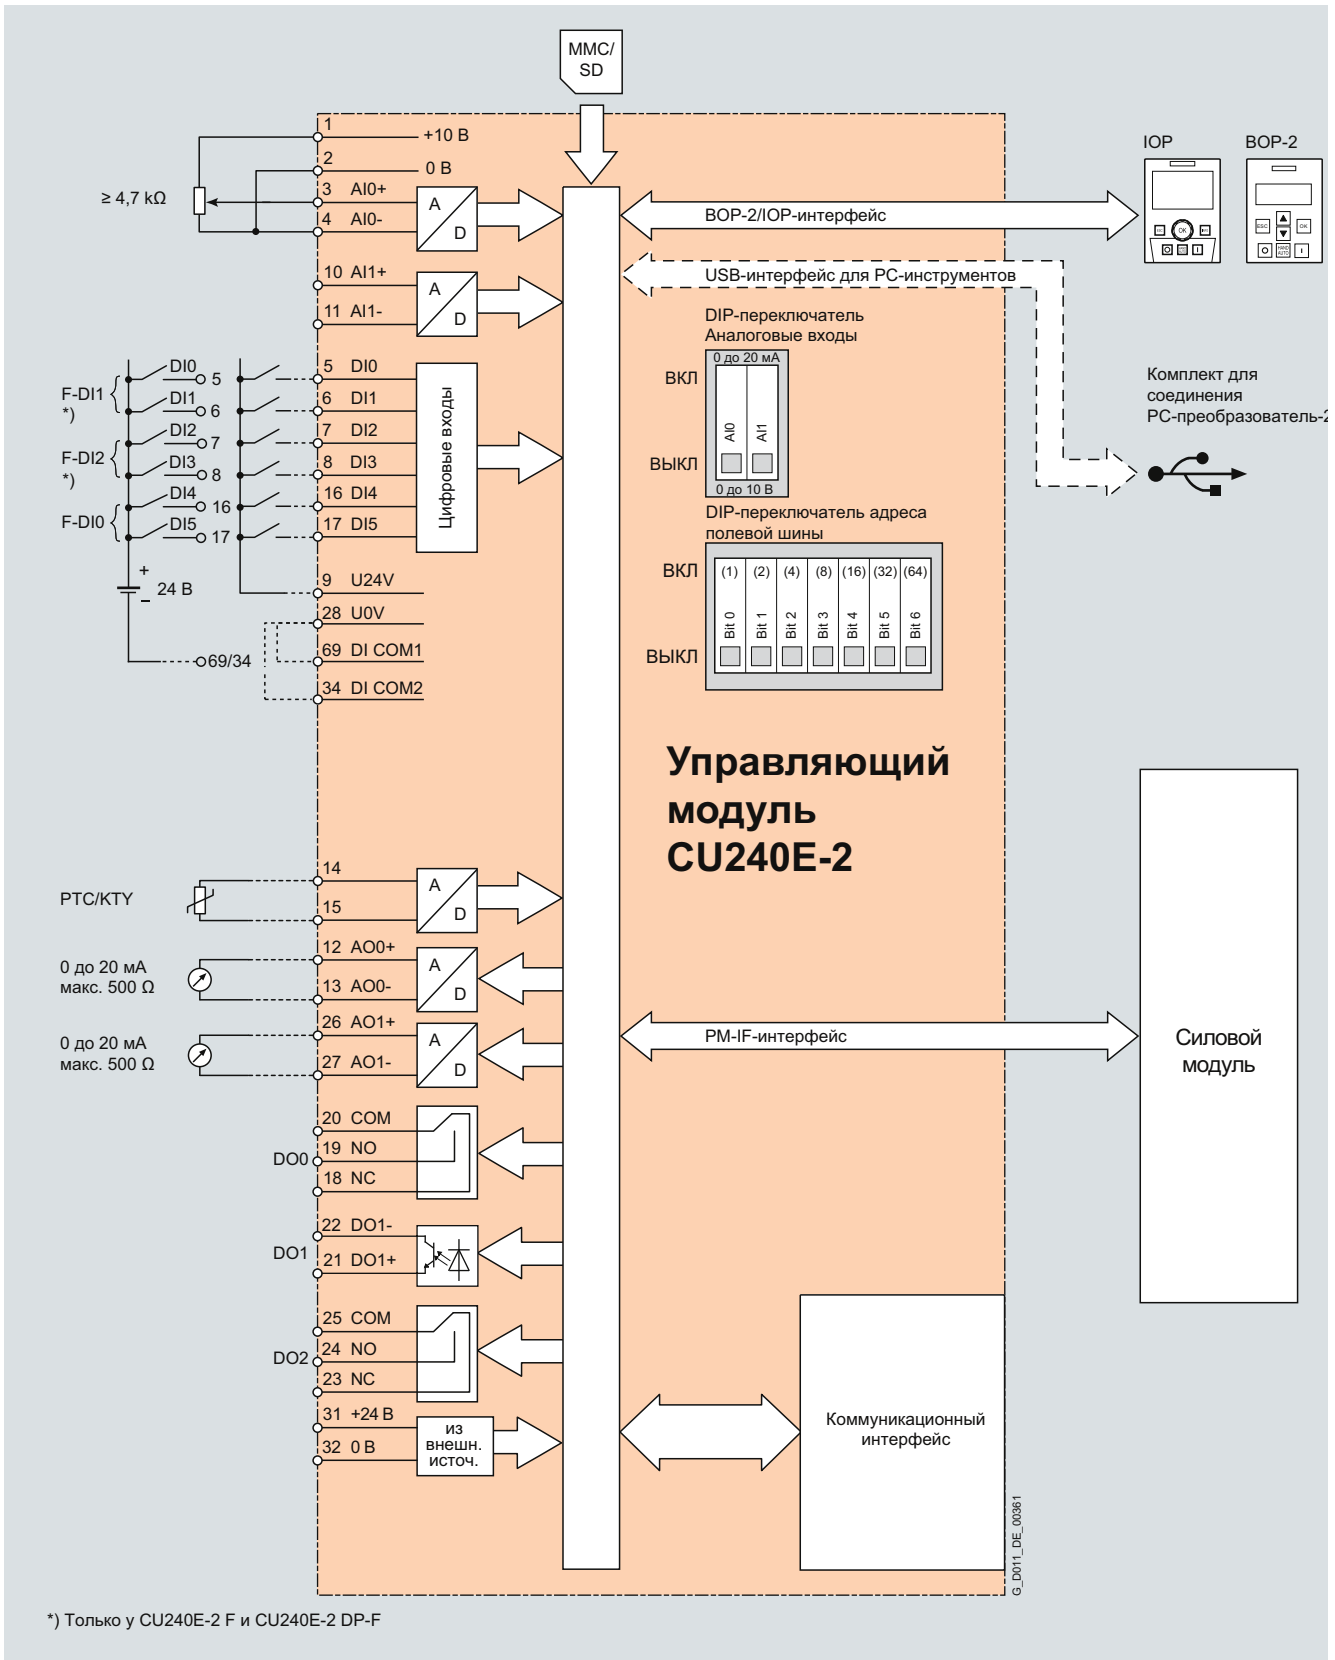 MMC/
SD
1
+10 В
2
0 В
≥ 4,7 kΩ
3 AI0+
4 AI0-
A
D
10 AI1+
11 AI1-
A
D
IOP
BOP-2
ESC
OK
HAND
AUTO
I
BOP-2/IOP-интерфейс
USB-интерфейс для PC-инструментов
DIP-переключатель
Аналоговые входы
0 до 20 мА
ВКЛ
AI0
AI1
ВЫКЛ
0 до 10 В
Комплект для
соединения
PC-преобразователь-2
F-DI1
*)
F-DI2
*)
F-DI0
DI0
5
DI1
6
DI2
7
DI3
8
DI4
16
DI5
17
5 DI0
6 DI1
7 DI2
8 DI3
16 DI4
17 DI5
Цифровые входы
+
24 В
–
69/34
9 U24V
28 U0V
69 DI COM1
34 DI COM2
DIP-переключатель адреса
полевой шины
ВКЛ
(1) (2) (4) (8) (16) (32) (64)
Bit 0 Bit 1 Bit 2 Bit 3 Bit 4 Bit 5 Bit 6
ВЫКЛ
Управляющий
модуль
CU240E-2
PTC/KTY
14
15
A
D
0 до 20 мА
макс. 500 Ω
12 AO0+
13 AO0-
A
D
0 до 20 мА
макс. 500 Ω
26 AO1+
27 AO1-
A
D
PM-IF-интерфейс
Силовой
модуль
DO0
20 COM
19 NO
18 NC
DO1
22 DO1-
21 DO1+
DO2
25 COM
24 NO
23 NC
31 +24 В
32 0 В
из
внешн.
источ.
Коммуникационный
интерфейс
G_D011_DE_00361
*) Только у CU240E-2 F и CU240E-2 DP-F